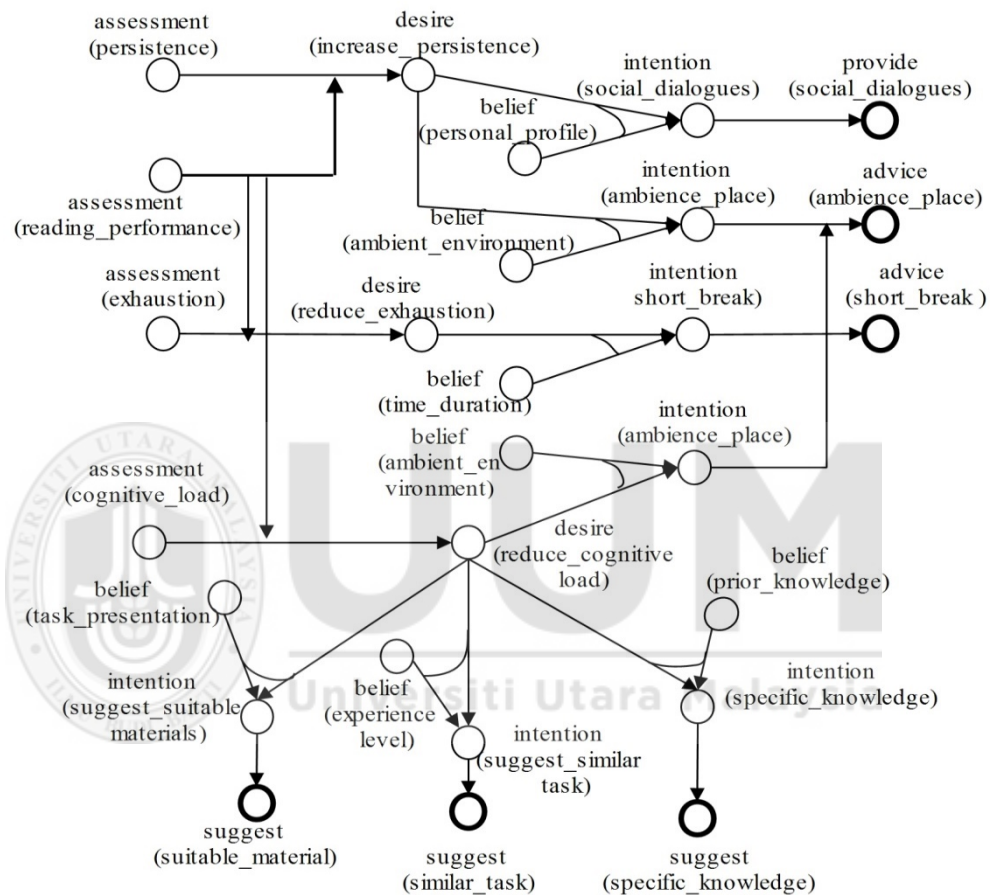 assessment
(persistence)
desire
(increase_persistence)
intention
(social_dialogues)
provide
(social_dialogues)
belief
(personal_profile)
assessment
(reading_performance)
intention
(ambience_place)
advice
(ambience_place)
belief
(ambient_environment)
assessment
(exhaustion)
desire
(reduce_exhaustion)
intention
short_break)
advice
(short_break )
belief
(time_duration)
belief
(ambient_en
vironment)
intention
(ambience_place)
assessment
(cognitive_load)
desire
(reduce_cognitive
load)
belief
(prior_knowledge)
belief
(task_presentation)
intention
(suggest_suitable
materials)
belief
(experience
level)
intention
(suggest_similar
task)
intention
(specific_knowledge)
suggest
(suitable_material)
suggest
(similar_task)
suggest
(specific_knowledge)
UUM
Universiti Utara Malaysia
UNIVERSITI UTARA MALAYSIA